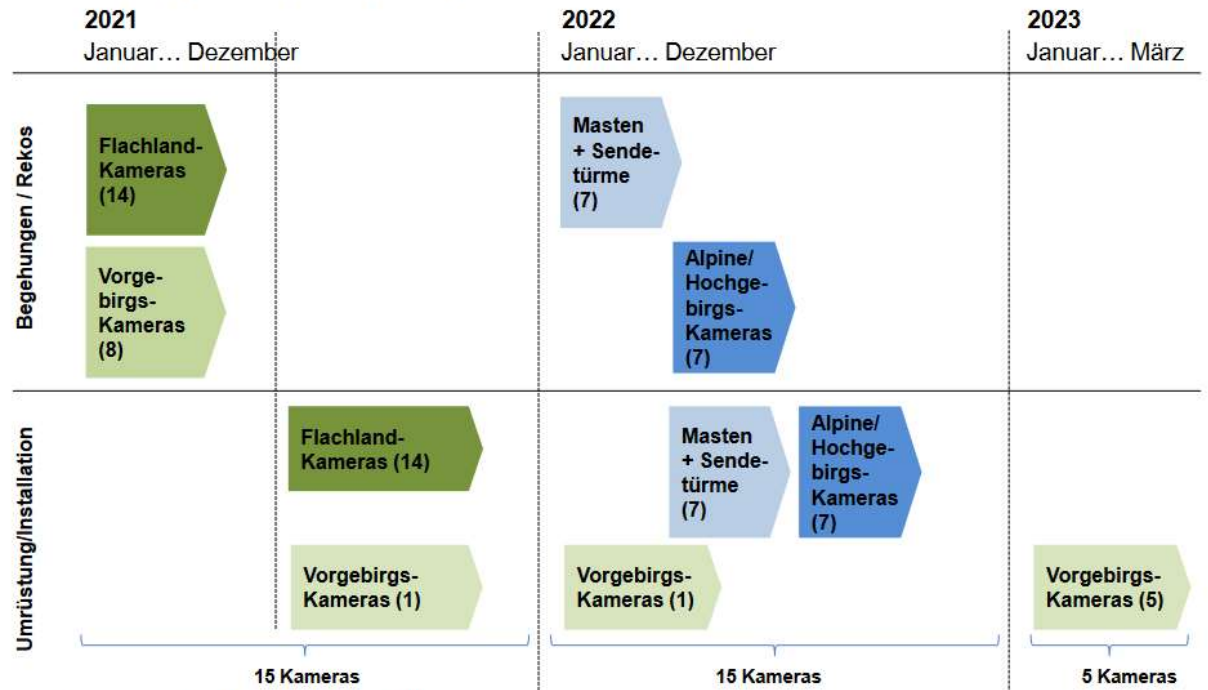 2021
Januar... Dezember
2022
Januar... Dezember
2023
Januar... März
Begehungen / Rekos
Flachland-
Kameras
(14)
Vorge-
birgs-
Kameras
(8)
Masten
+ Sende-
türme
(7)
Alpine/
Hochge-
birgs-
Kameras
(7)
Umrüstung/Installation
Flachland-
Kameras (14)
Masten
+ Sende-
türme
(7)
Alpine/
Hochge-
birgs-
Kameras
(7)
Vorgebirgs-
Kameras (1)
Vorgebirgs-
Kameras (1)
Vorgebirgs-
Kameras (5)
15 Kameras
15 Kameras
5 Kameras